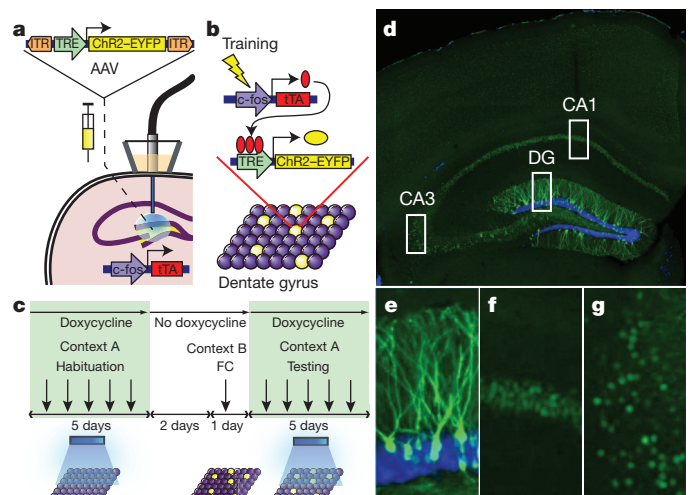 a
ITR TRE ChR2–EYFP ITR
AAV
c-fos tTA
b
Training
c-fos tTA
TRE ChR2–EYFP
Dentate gyrus
c
Doxycycline No doxycycline Doxycycline
Context A Context B Context A
Habituation FC Testing
5 days 2 days 1 day 5 days
d
CA1
DG
CA3
e
f
g